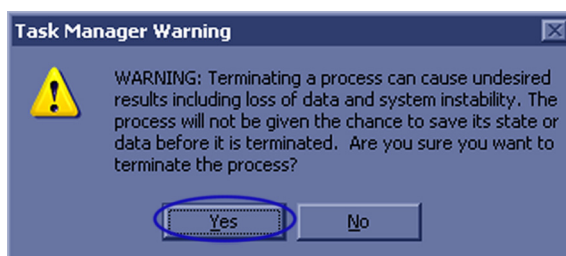 Task Manager Warning
WARNING: Terminating a process can cause undesired
results including loss of data and system instability. The
process will not be given the chance to save its state or
data before it is terminated.  Are you sure you want to
terminate the process?
Yes
No